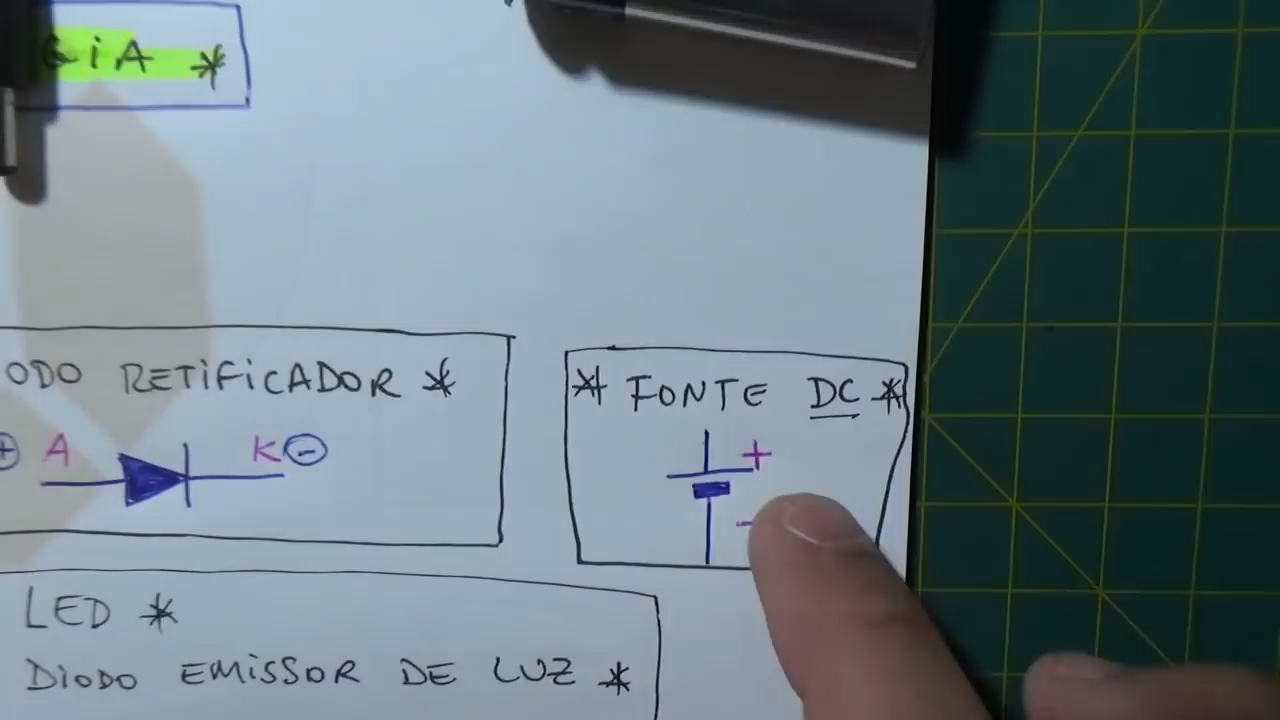 GiA *
ODO RETiFiCADOR *
+ A K -
* FONTE DC *
+
-
LED *
DIODO EMISSOR DE LUZ *